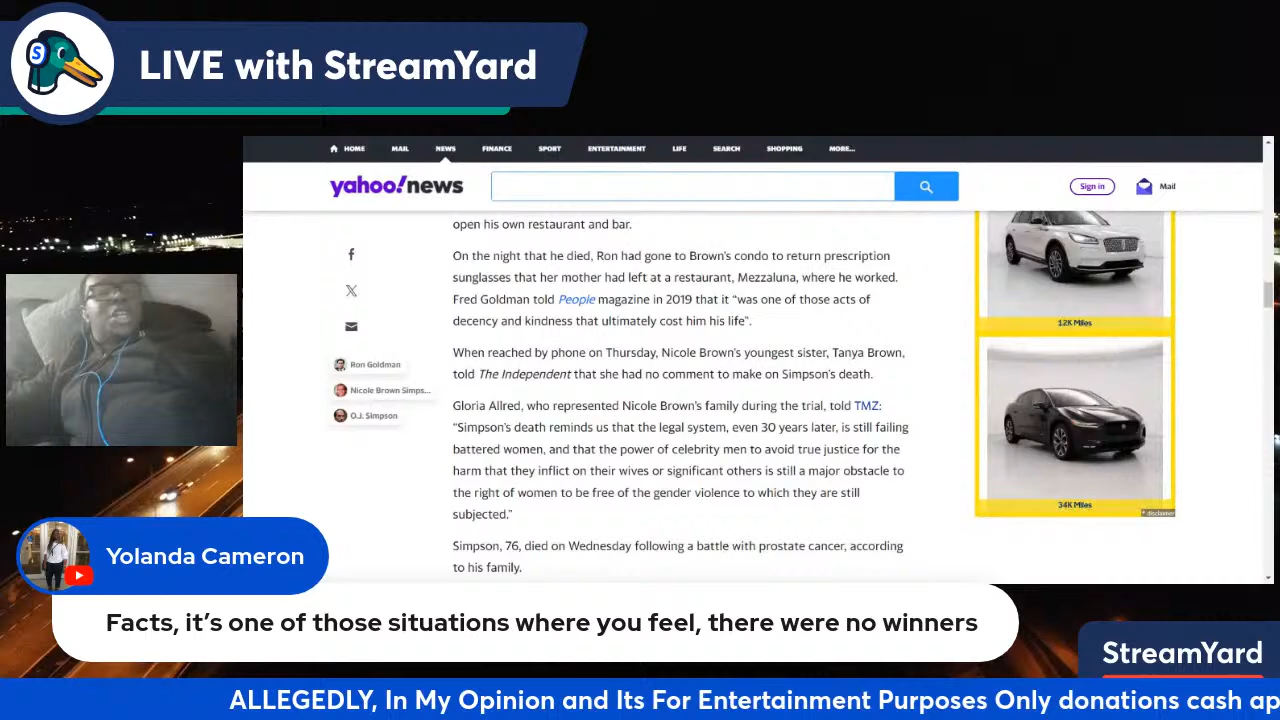 S
LIVE with StreamYard
HOME MAIL NEWS FINANCE SPORT ENTERTAINMENT LIFE SEARCH SHOPPING MORE...
yahoo!news
Sign in
Mail
open his own restaurant and bar.
On the night that he died, Ron had gone to Brown's condo to return prescription
sunglasses that her mother had left at a restaurant, Mezzaluna, where he worked.
Fred Goldman told People magazine in 2019 that it "was one of those acts of
decency and kindness that ultimately cost him his life".
When reached by phone on Thursday, Nicole Brown's youngest sister, Tanya Brown,
told The Independent that she had no comment to make on Simpson's death.
Gloria Allred, who represented Nicole Brown's family during the trial, told TMZ:
"Simpson's death reminds us that the legal system, even 30 years later, is still failing
battered women, and that the power of celebrity men to avoid true justice for the
harm that they inflict on their wives or significant others is still a major obstacle to
the right of women to be free of the gender violence to which they are still
subjected."
Simpson, 76, died on Wednesday following a battle with prostate cancer, according
to his family.
Ron Goldman
Nicole Brown Simps...
O.J. Simpson
12K Miles
34K Miles
disclaimer
Yolanda Cameron
Facts, it's one of those situations where you feel, there were no winners
StreamYard
ALLEGEDLY, In My Opinion and Its For Entertainment Purposes Only donations cash ap